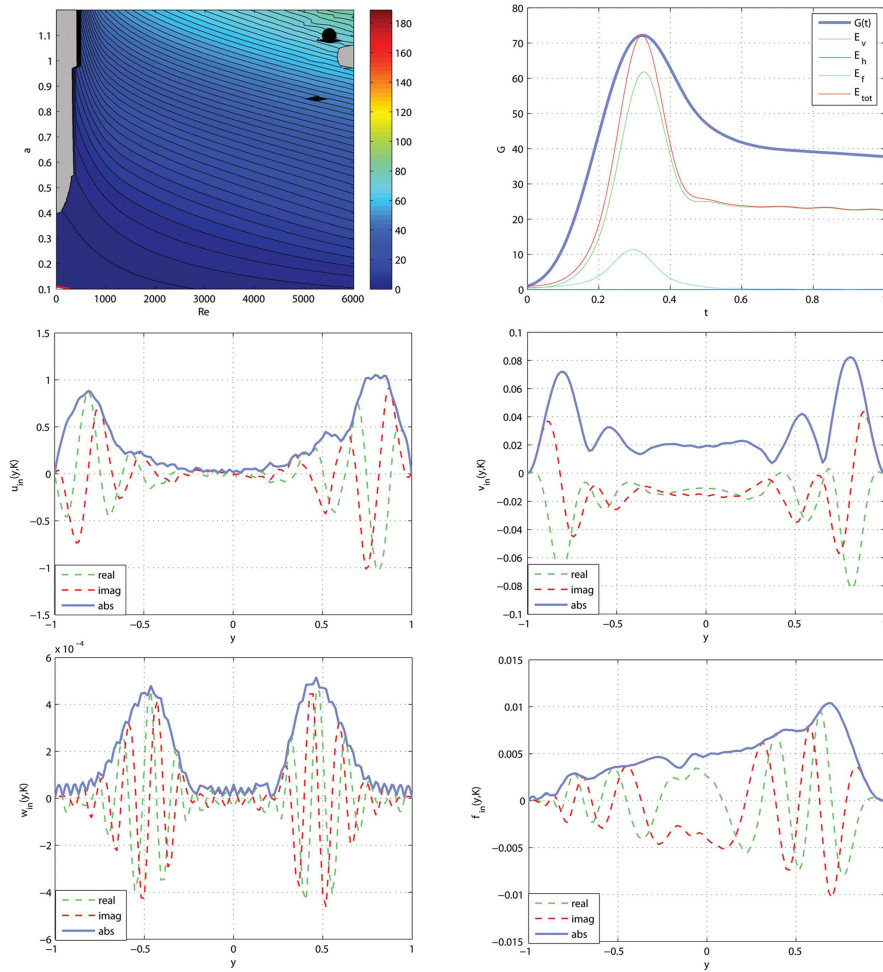 1.1
1
0.9
0.8
0.7
0.6
0.5
0.4
0.3
0.2
0.1
a
0 1000 2000 3000 4000 5000 6000
Re
180
160
140
120
100
80
60
40
20
0
80
70
60
50
40
30
20
10
0
G
G(t)
E_v
E_h
E_f
E_tot
0 0.2 0.4 0.6 0.8 1
t
1.5
1
0.5
0
-0.5
-1
-1.5
u_in(y,K)
real
imag
abs
-1 -0.5 0 0.5 1
y
0.1
0.08
0.06
0.04
0.02
0
-0.02
-0.04
-0.06
-0.08
-0.1
v_in(y,K)
real
imag
abs
-1 -0.5 0 0.5 1
y
x 10^-4
6
4
2
0
-2
-4
-6
w_in(y,K)
real
imag
abs
-1 -0.5 0 0.5 1
y
0.015
0.01
0.005
0
-0.005
-0.01
-0.015
f_in(y,K)
real
imag
abs
-1 -0.5 0 0.5 1
y